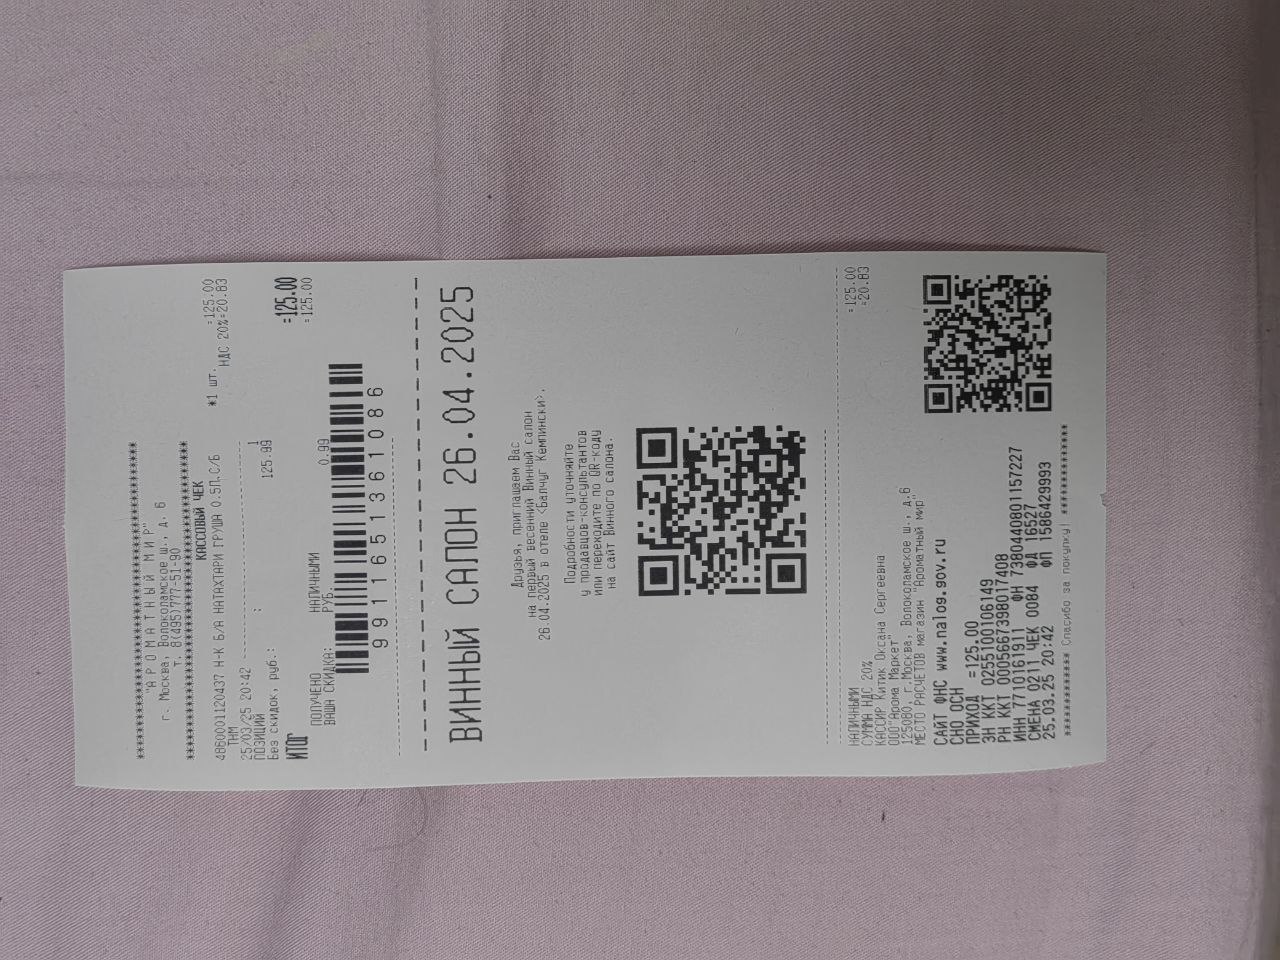 ****************************************
"А Р О М А Т Н Ы Й  М И Р"
г. Москва, Волоколамское ш., д. 6
т. 8(495)777-51-90
****************************************
КАССОВЫЙ ЧЕК
4860001120437 Н-К Б/А НАТАХТАРИ ГРУША 0.5Л.С/Б
*1 шт. =125.00
ТНМ НДС 20%=20.83
25/03/25 20:42
ПОЗИЦИЙ : 1
Без скидок, руб.: 125.99
ИТОГ =125.00
НАЛИЧНЫМИ =125.00
ПОЛУЧЕНО
ВАША СКИДКА: РУБ. 0.99
991165136 1086
ВИННЫЙ САЛОН 26.04.2025
Друзья, приглашаем Вас
на первый весенний Винный салон
26.04.2025 в отеле <Балчуг Кемпински>.
Подробности уточняйте
у продавцов-консультантов
или переходите по QR-коду
на сайт Винного салона.
НАЛИЧНЫМИ =125.00
СУММА НДС 20% =20.83
КАССИР Китик Оксана Сергеевна
ООО"Арома Маркет"
125080, г.Москва, Волоколамское ш., д.6
МЕСТО РАСЧЕТОВ магазин "Ароматный мир"
САЙТ ФНС www.nalog.gov.ru
СНО ОСН
ПРИХОД =125.00
ЗН ККТ 0255100106149
РН ККТ 0005667398017408
ИНН 7710161911 ФН 7380440801157227
СМЕНА 0211 ЧЕК 0084 ФД 16527
25.03.25 20:42 ФП 1586429993
*********** Спасибо за покупку! ***********